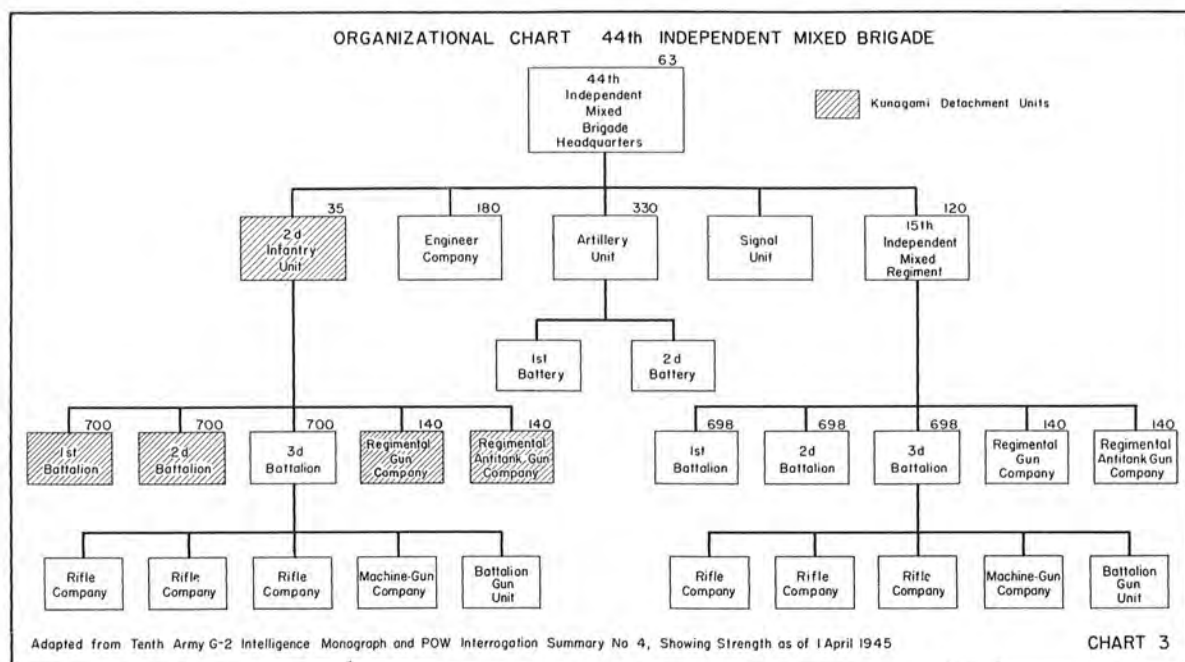 ORGANIZATIONAL CHART 44th INDEPENDENT MIXED BRIGADE
63
44th
Independent
Mixed
Brigade
Headquarters
Kunagami Detachment Units
35
2d
Infantry
Unit
180
Engineer
Company
330
Artillery
Unit
Signal
Unit
120
15th
Independent
Mixed
Regiment
1st
Battery
2d
Battery
700
1st
Battalion
700
2d
Battalion
700
3d
Battalion
140
Regimental
Gun
Company
140
Regimental
Antitank Gun
Company
698
1st
Battalion
698
2d
Battalion
698
3d
Battalion
140
Regimental
Gun
Company
140
Regimental
Antitank Gun
Company
Rifle
Company
Rifle
Company
Rifle
Company
Machine-Gun
Company
Battalion
Gun
Unit
Rifle
Company
Rifle
Company
Rifle
Company
Machine-Gun
Company
Battalion
Gun
Unit
Adapted from Tenth Army G-2 Intelligence Monograph and POW Interrogation Summary No 4, Showing Strength as of 1 April 1945
CHART 3